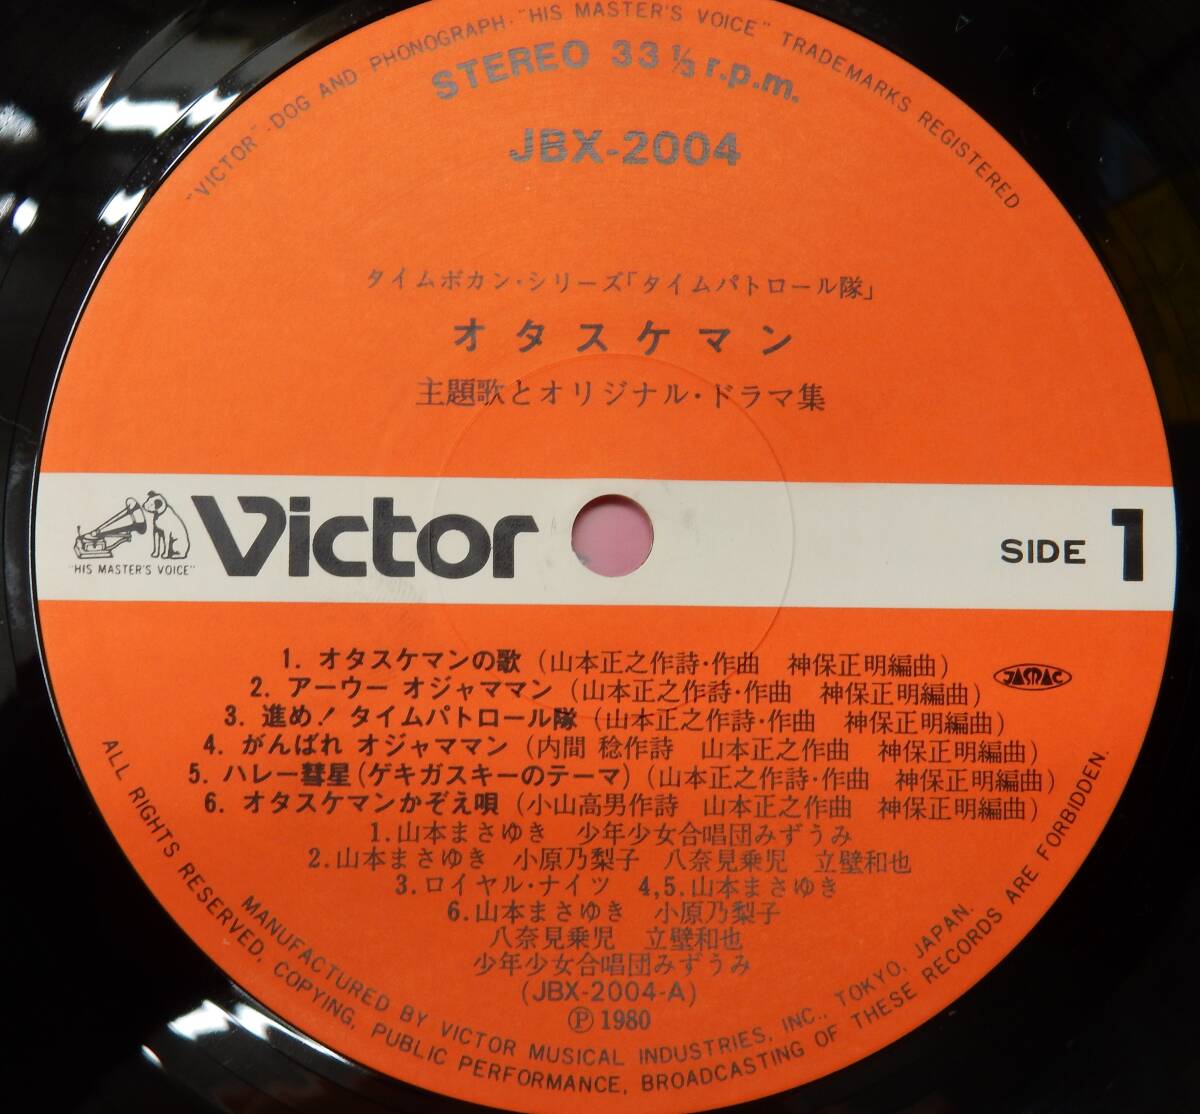 "VICTOR"-DOG AND PHONOGRAPH·"HIS MASTER'S VOICE" TRADEMARKS REGISTERED
STEREO 33 1/3 r.p.m.
JBX-2004
タイムボカン・シリーズ「タイムパトロール隊」
オタスケマン
主題歌とオリジナル・ドラマ集
"HIS MASTER'S VOICE"
Victor
SIDE 1
1. オタスケマンの歌 (山本正之作詩・作曲 神保正明編曲)
JASRAC
2. アーウー オジャママン (山本正之作詩・作曲 神保正明編曲)
3. 進め! タイムパトロール隊 (山本正之作詩・作曲 神保正明編曲)
4. がんばれ オジャママン (内間 稔作詩 山本正之作曲 神保正明編曲)
5. ハレー彗星 (ゲキガスキーのテーマ) (山本正之作詩・作曲 神保正明編曲)
6. オタスケマンかぞえ唄 (小山高男作詩 山本正之作曲 神保正明編曲)
1.山本まさゆき 少年少女合唱団みずうみ
2.山本まさゆき 小原乃梨子 八奈見乗児 立壁和也
3.ロイヤル・ナイツ 4,5.山本まさゆき
6.山本まさゆき 小原乃梨子
八奈見乗児 立壁和也
少年少女合唱団みずうみ
(JBX-2004-A)
Ⓟ 1980
MANUFACTURED BY VICTOR MUSICAL INDUSTRIES, INC., TOKYO, JAPAN.
ALL RIGHTS RESERVED, COPYING, PUBLIC PERFORMANCE, BROADCASTING OF THESE RECORDS ARE FORBIDDEN.